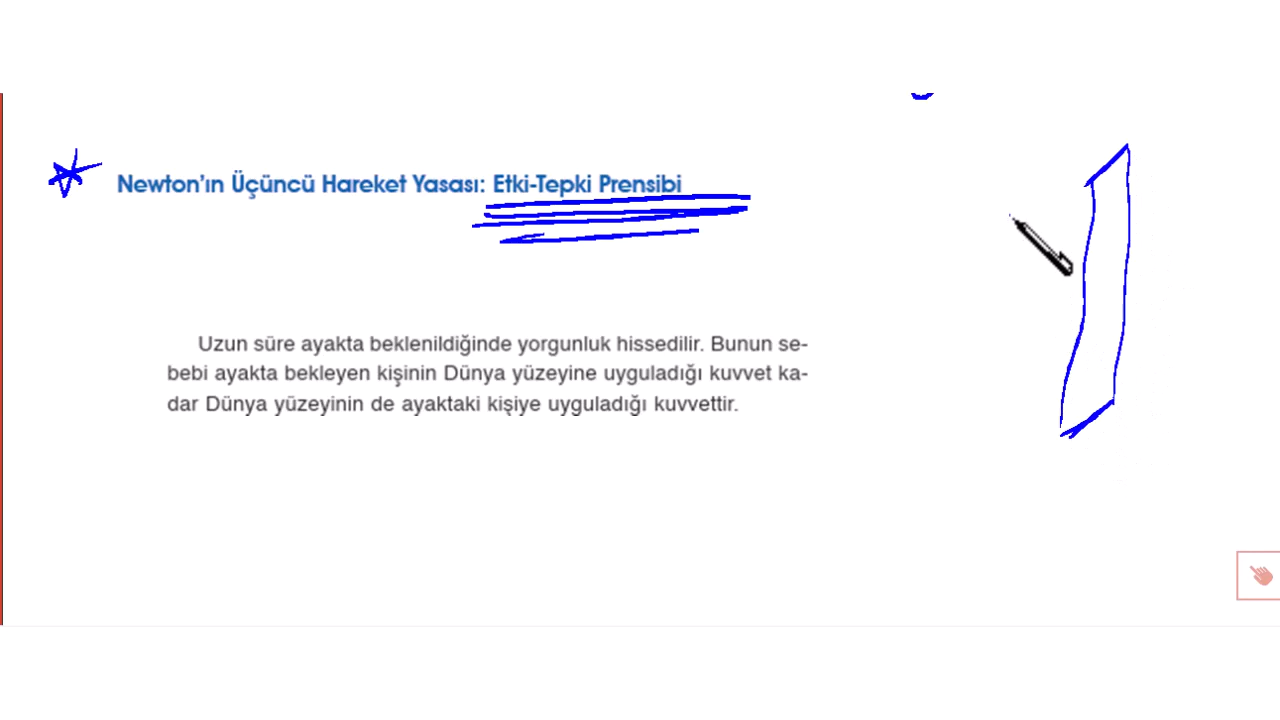 Newton'ın Üçüncü Hareket Yasası: Etki-Tepki Prensibi
Uzun süre ayakta beklenildiğinde yorgunluk hissedilir. Bunun se-
bebi ayakta bekleyen kişinin Dünya yüzeyine uyguladığı kuvvet ka-
dar Dünya yüzeyinin de ayaktaki kişiye uyguladığı kuvvettir.